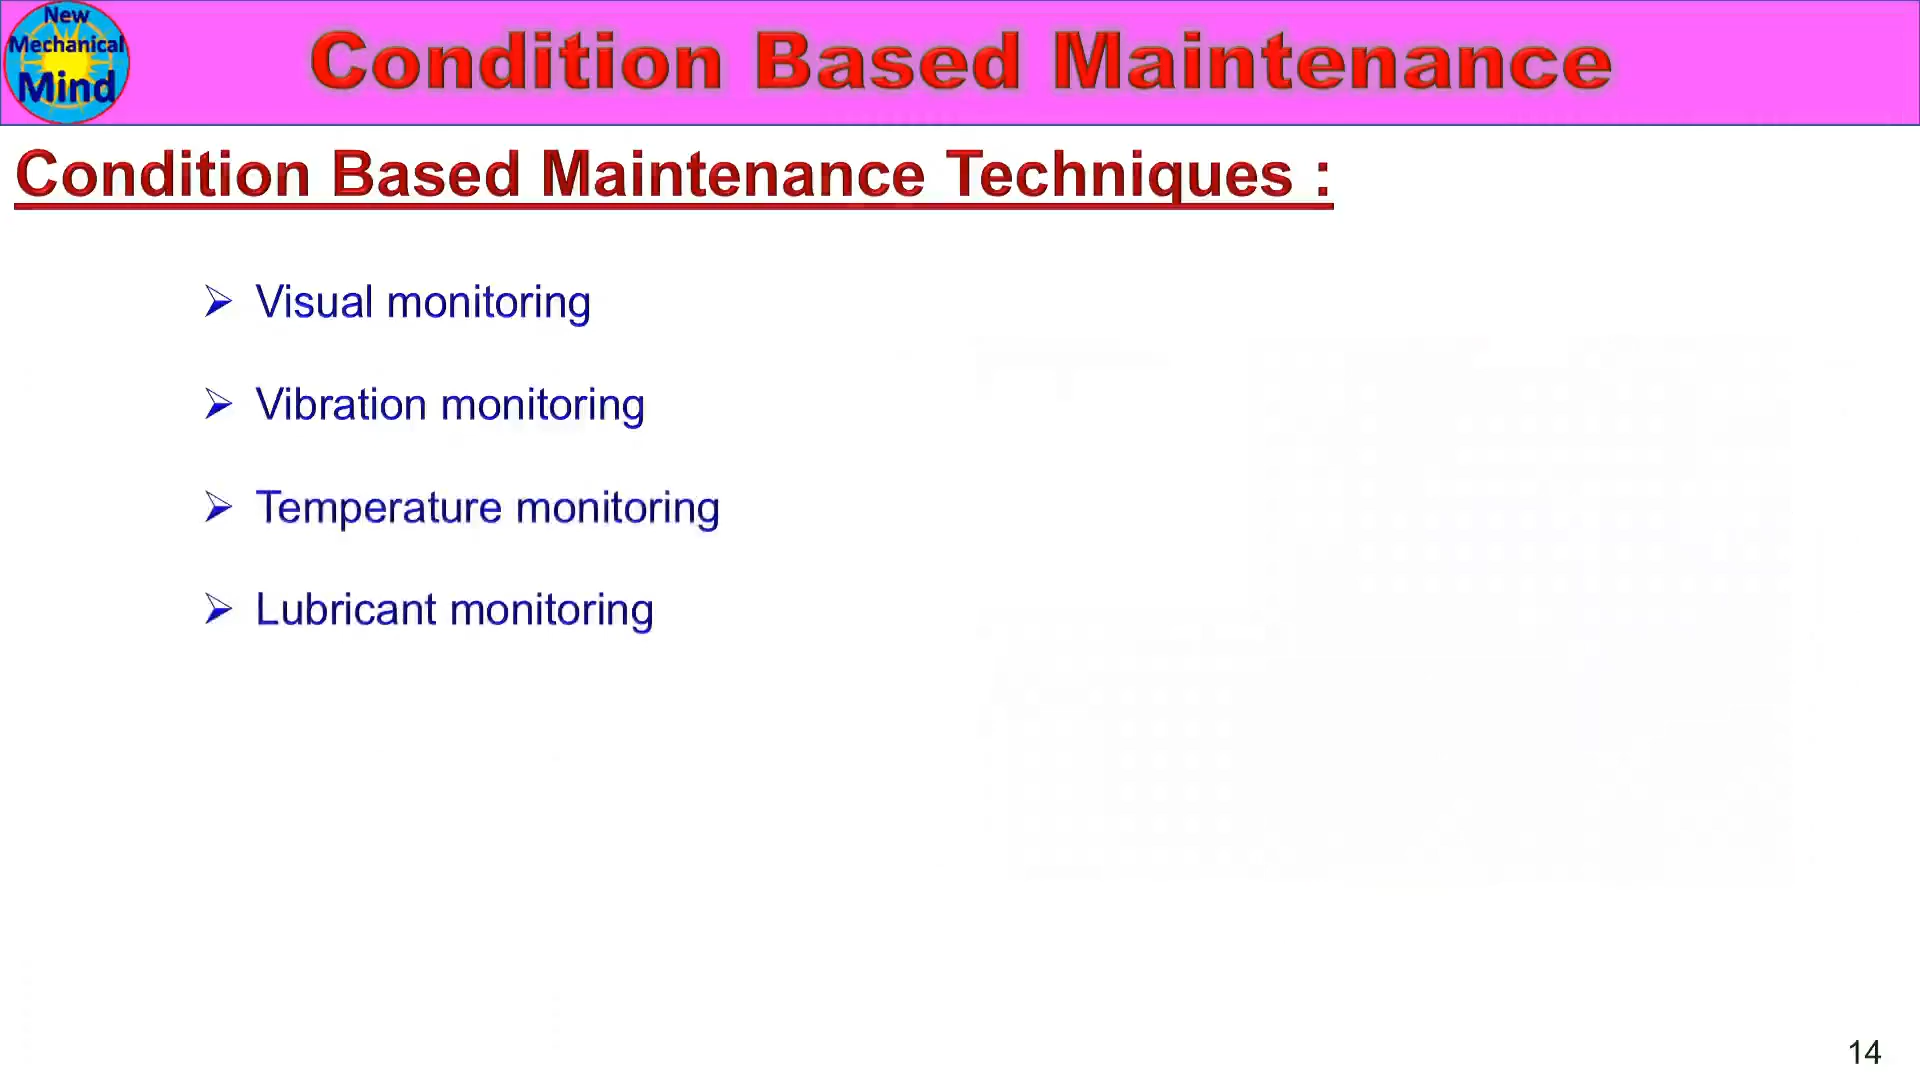 New
Mechanical
Mind
Condition Based Maintenance
Condition Based Maintenance Techniques :
➢ Visual monitoring
➢ Vibration monitoring
➢ Temperature monitoring
➢ Lubricant monitoring
14